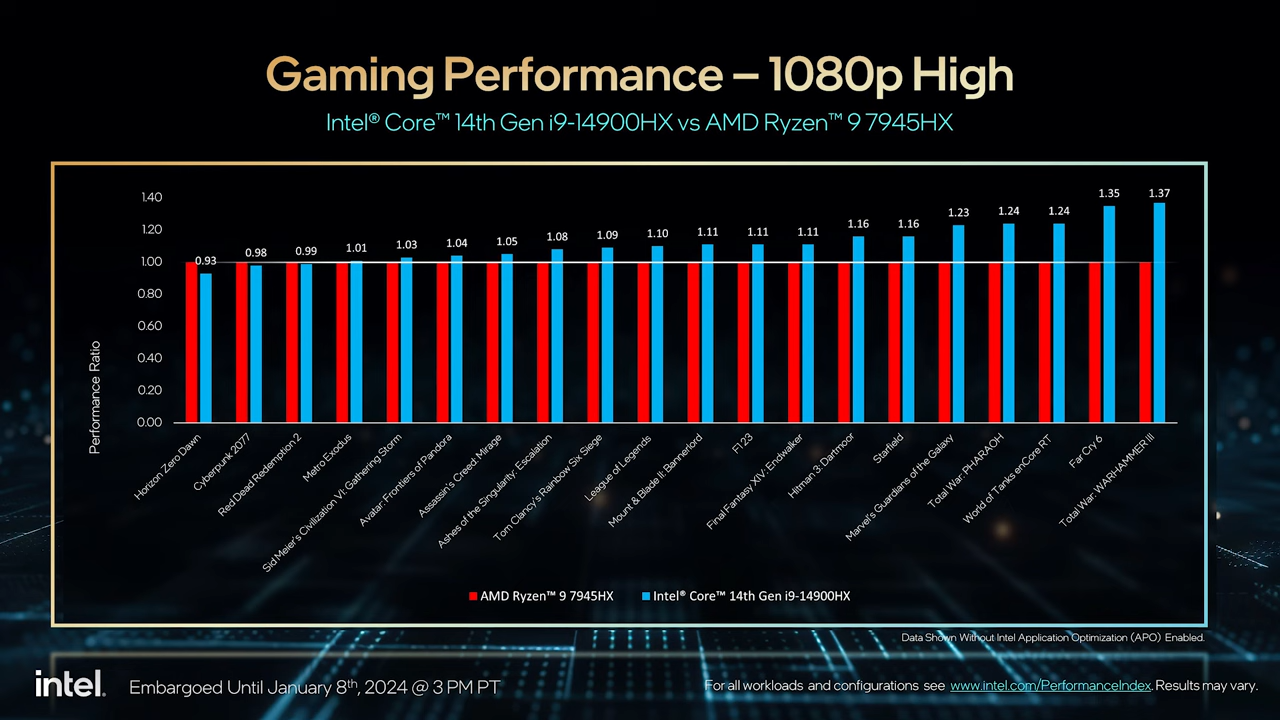 Gaming Performance – 1080p High
Intel® Core™ 14th Gen i9-14900HX vs AMD Ryzen™ 9 7945HX
Performance Ratio
1.40
1.20
1.00
0.80
0.60
0.40
0.20
0.00
0.93
0.98
0.99
1.01
1.03
1.04
1.05
1.08
1.09
1.10
1.11
1.11
1.11
1.16
1.16
1.23
1.24
1.24
1.35
1.37
Horizon Zero Dawn
Cyberpunk 2077
Red Dead Redemption 2
Metro Exodus
Sid Meier's Civilization VI: Gathering Storm
Avatar: Frontiers of Pandora
Assassin's Creed: Mirage
Ashes of the Singularity: Escalation
Tom Clancy's Rainbow Six Siege
League of Legends
Mount & Blade II: Bannerlord
F1 23
Final Fantasy XIV: Endwalker
Hitman 3: Dartmoor
Starfield
Marvel's Guardians of the Galaxy
Total War: PHARAOH
World of Tanks enCore RT
Far Cry 6
Total War: WARHAMMER III
AMD Ryzen™ 9 7945HX
Intel® Core™ 14th Gen i9-14900HX
Data Shown Without Intel Application Optimization (APO) Enabled.
intel.
Embargoed Until January 8th, 2024 @ 3 PM PT
For all workloads and configurations see www.intel.com/PerformanceIndex. Results may vary.